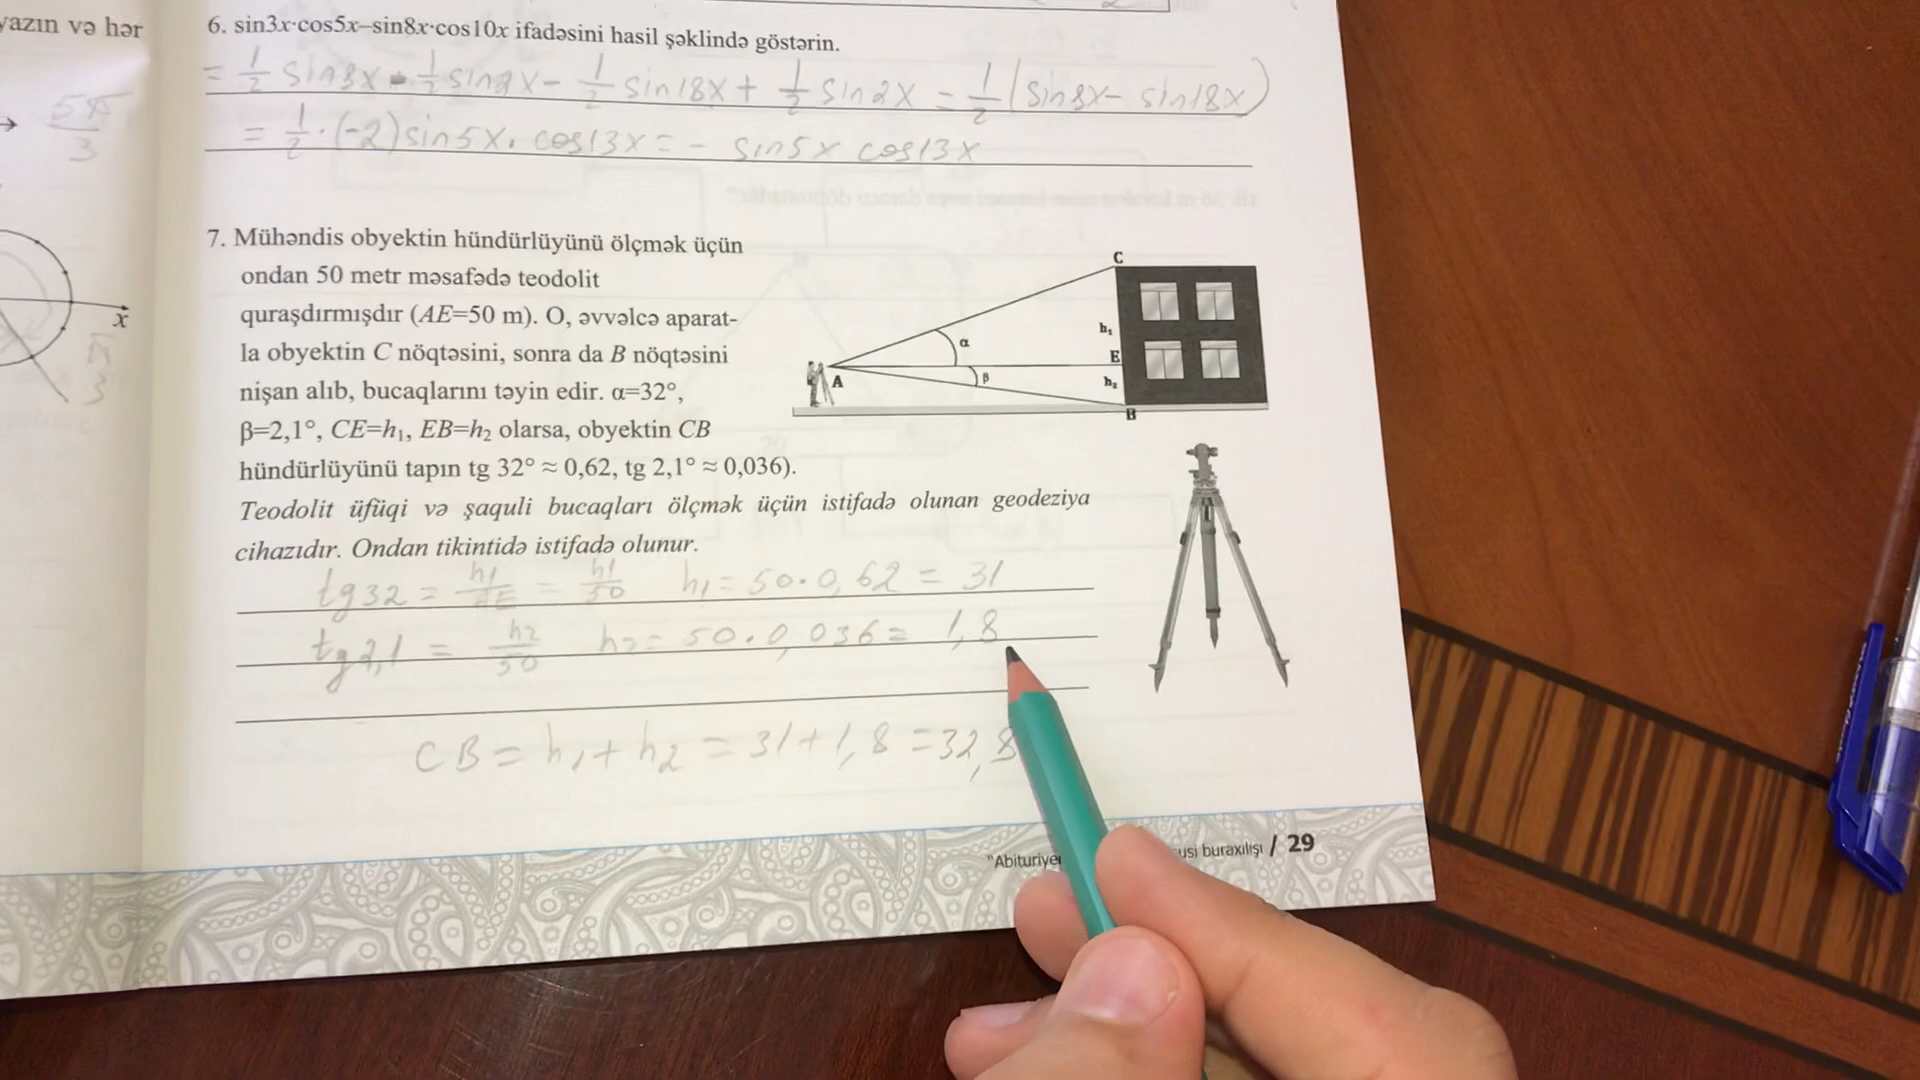 yazın və hər
5π/3
x
6. sin3x·cos5x–sin8x·cos10x ifadəsini hasil şəklində göstərin.
= 1/2 sin8x - 1/2 sin2x - 1/2 sin18x + 1/2 sin2x = 1/2 (sin8x - sin18x)
= 1/2 · (-2) sin5x · cos13x = - sin5x cos13x
7. Mühəndis obyektin hündürlüyünü ölçmək üçün
ondan 50 metr məsafədə teodolit
quraşdırmışdır (AE=50 m). O, əvvəlcə aparat-
la obyektin C nöqtəsini, sonra da B nöqtəsini
nişan alıb, bucaqlarını təyin edir. α=32°,
β=2,1°, CE=h₁, EB=h₂ olarsa, obyektin CB
hündürlüyünü tapın tg 32° ≈ 0,62, tg 2,1° ≈ 0,036).
Teodolit üfüqi və şaquli bucaqları ölçmək üçün istifadə olunan geodeziya
cihazıdır. Ondan tikintidə istifadə olunur.
C
h₁
α
E
A
β
h₂
B
tg32 = h1/AE = h1/50 h1 = 50·0,62 = 31
tg2,1 = h2/50 h2 = 50·0,036 = 1,8
CB = h1 + h2 = 31+1,8 = 32,8
"Abituriye usi buraxılışı / 29